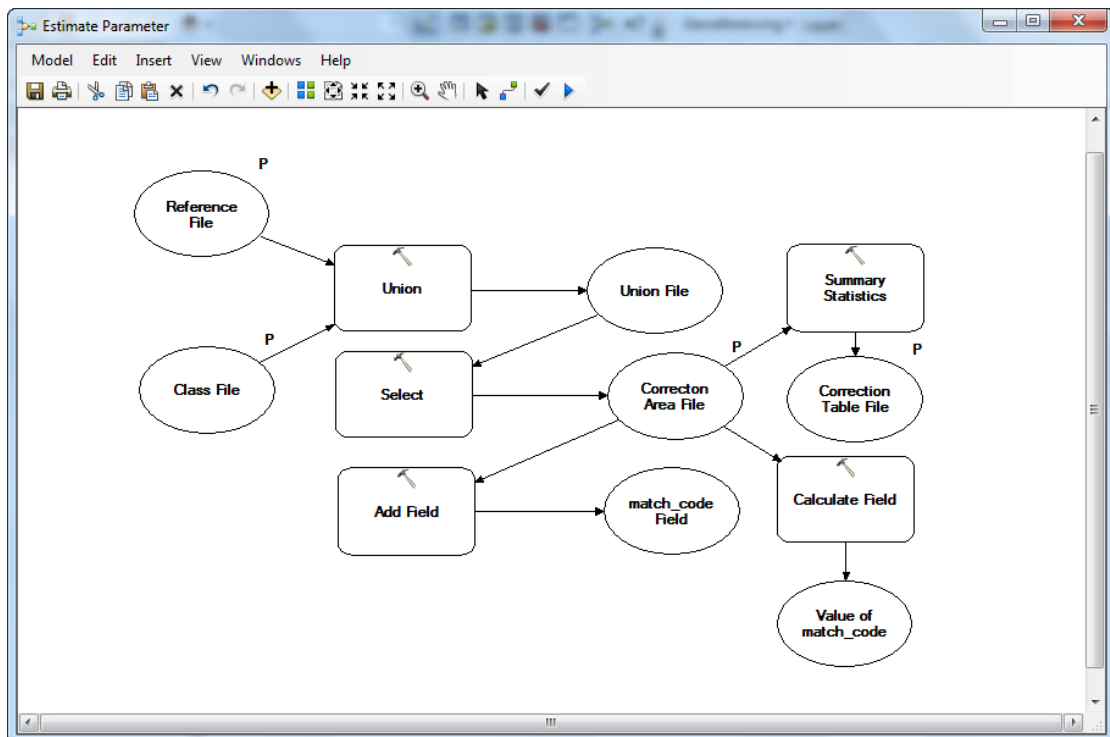 Estimate Parameter
Model Edit Insert View Windows Help
P
Reference
File
Union
Union File
Summary
Statistics
P
Class File
Select
P
Correcton
Area File
P
Correction
Table File
Add Field
match_code
Field
Calculate Field
Value of
match_code